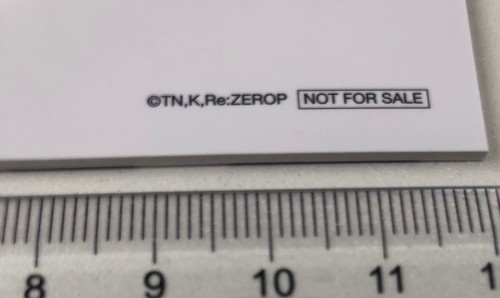 ©TN,K,Re:ZEROP NOT FOR SALE
8 9 10 11